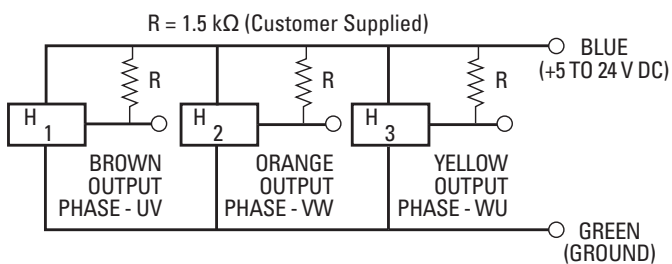 R = 1.5 kΩ (Customer Supplied)
BLUE
(+5 TO 24 V DC)
R
R
R
H1
H2
H3
BROWN
OUTPUT
PHASE - UV
ORANGE
OUTPUT
PHASE - VW
YELLOW
OUTPUT
PHASE - WU
GREEN
(GROUND)